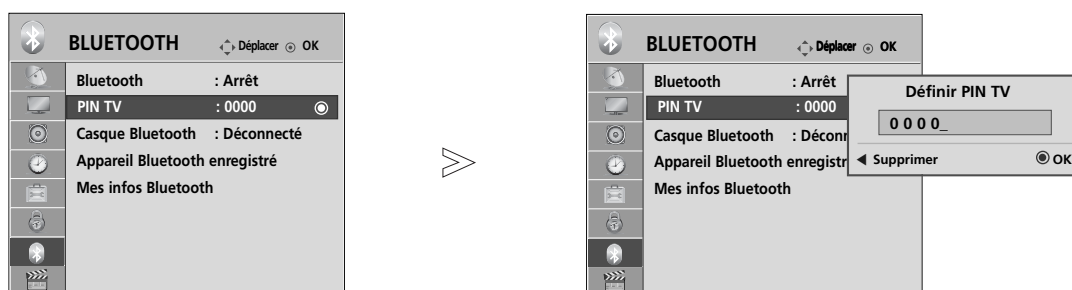 BLUETOOTH Déplacer OK
Bluetooth : Arrêt
PIN TV : 0000
Casque Bluetooth : Déconnecté
Appareil Bluetooth enregistré
Mes infos Bluetooth
BLUETOOTH Déplacer OK
Bluetooth : Arrêt
PIN TV : 0000
Casque Bluetooth : Déconn
Appareil Bluetooth enregistr
Mes infos Bluetooth
Définir PIN TV
0 0 0 0_
Supprimer OK